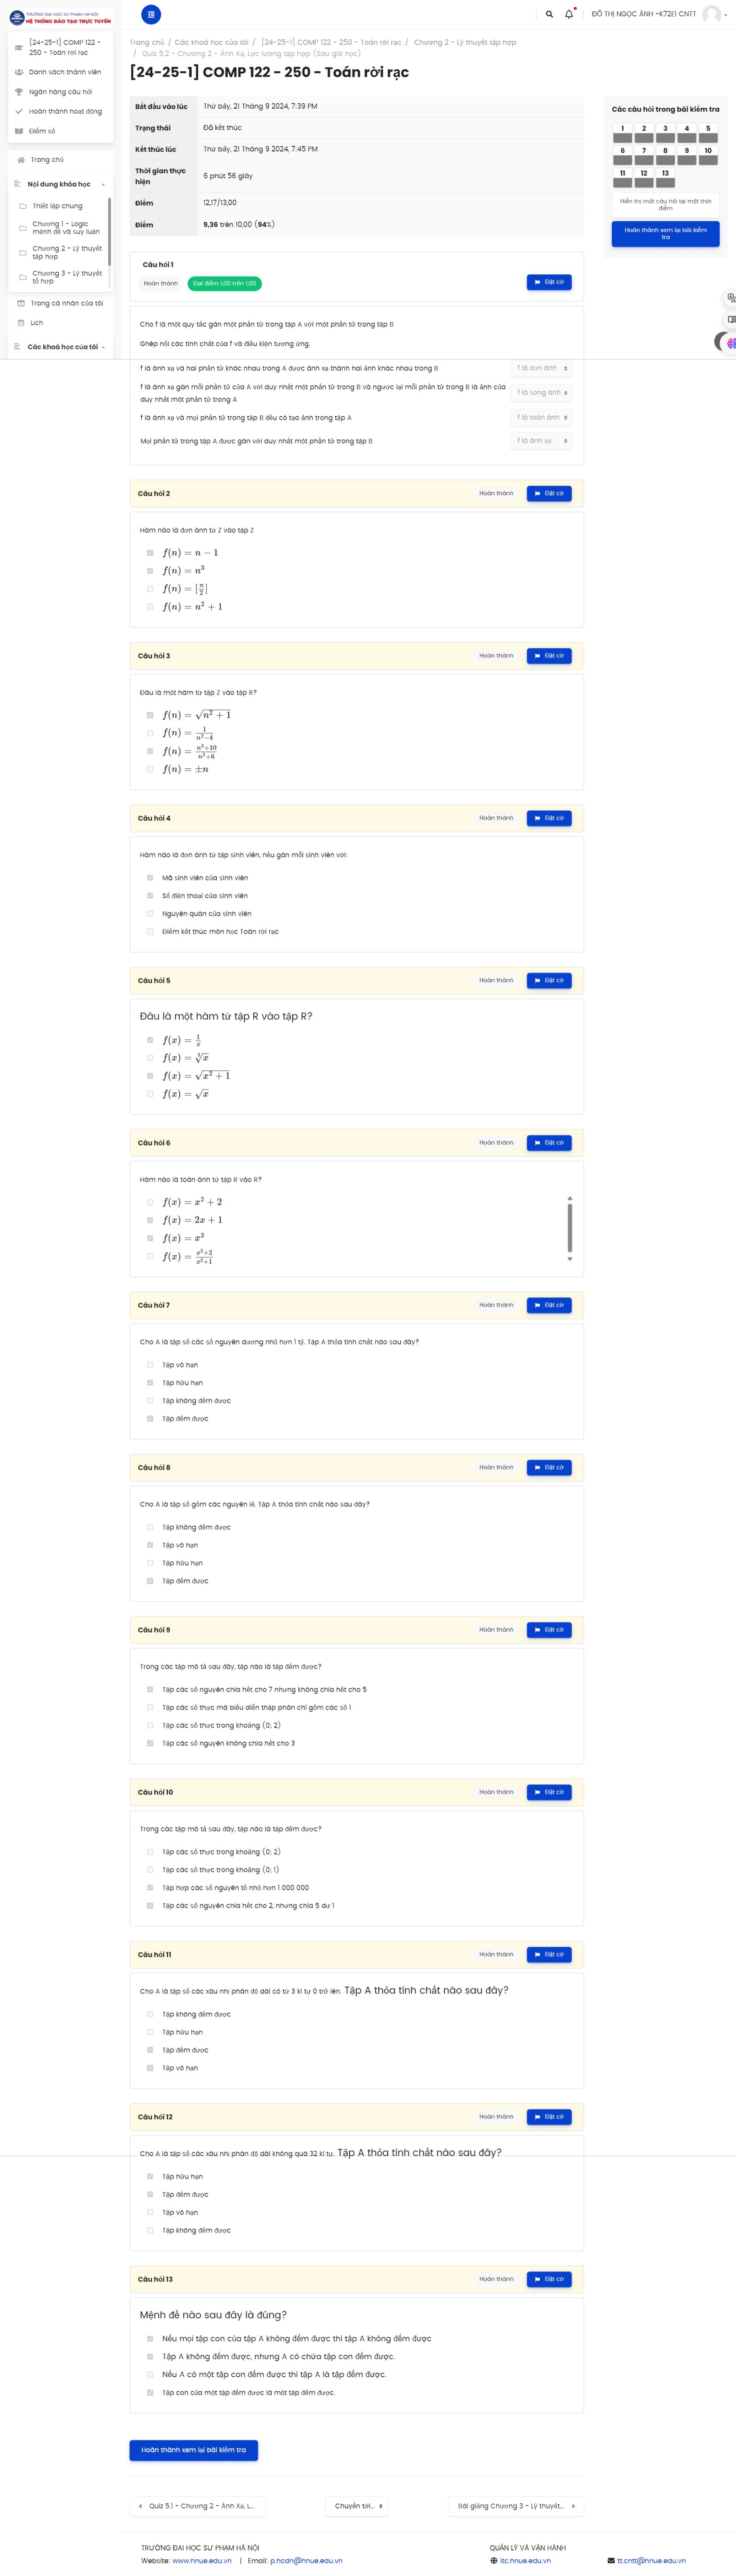 TRƯỜNG ĐẠI HỌC SƯ PHẠM HÀ NỘI
HỆ THỐNG ĐÀO TẠO TRỰC TUYẾN
ĐỖ THỊ NGỌC ÁNH -K72E1 CNTT
[24-25-1] COMP 122 - 250 - Toán rời rạc
Danh sách thành viên
Ngân hàng câu hỏi
Hoàn thành hoạt động
Điểm số
Trang chủ
Nội dung khóa học
Thiết lập chung
Chương 1 - Logic mệnh đề và suy luận
Chương 2 - Lý thuyết tập hợp
Chương 3 - Lý thuyết tổ hợp
Trang cá nhân của tôi
Lịch
Các khoá học của tôi
Trang chủ / Các khoá học của tôi / [24-25-1] COMP 122 - 250 - Toán rời rạc / Chương 2 - Lý thuyết tập hợp
/ Quiz 5.2 - Chương 2 - Ánh Xạ, Lực lượng tập hợp (Sau giờ học)
[24-25-1] COMP 122 - 250 - Toán rời rạc
Bắt đầu vào lúc Thứ bảy, 21 Tháng 9 2024, 7:39 PM
Trạng thái Đã kết thúc
Kết thúc lúc Thứ bảy, 21 Tháng 9 2024, 7:45 PM
Thời gian thực hiện 6 phút 56 giây
Điểm 12,17/13,00
Điểm 9,36 trên 10,00 (94%)
Các câu hỏi trong bài kiểm tra
1 2 3 4 5
6 7 8 9 10
11 12 13
Hiển thị một câu hỏi tại một thời điểm
Hoàn thành xem lại bài kiểm tra
Câu hỏi 1
Hoàn thành Đạt điểm 1,00 trên 1,00 Đặt cờ
Cho f là một quy tắc gán một phần tử trong tập A với một phần tử trong tập B
Ghép nối các tính chất của f và điều kiện tương ứng.
f là ánh xạ và hai phần tử khác nhau trong A được ánh xạ thành hai ảnh khác nhau trong B f là đơn ánh
f là ánh xạ gán mỗi phần tử của A với duy nhất một phần tử trong B và ngược lại mỗi phần tử trong B là ảnh của duy nhất một phần tử trong A f là song ánh
f là ánh xạ và mọi phần tử trong tập B đều có tạo ảnh trong tập A f là toàn ánh
Mọi phần tử trong tập A được gán với duy nhất một phần tử trong tập B f là ánh xạ
Câu hỏi 2 Hoàn thành Đặt cờ
Hàm nào là đơn ánh từ Z vào tập Z
f(n) = n − 1
f(n) = n³
f(n) = [n/2]
f(n) = n² + 1
Câu hỏi 3 Hoàn thành Đặt cờ
Đâu là một hàm từ tập Z vào tập R?
f(n) = √(n² + 1)
f(n) = 1/(n²−4)
f(n) = (n³+10)/(n²+6)
f(n) = ±n
Câu hỏi 4 Hoàn thành Đặt cờ
Hàm nào là đơn ánh từ tập sinh viên, nếu gán mỗi sinh viên với:
Mã sinh viên của sinh viên
Số điện thoại của sinh viên
Nguyên quán của sinh viên
Điểm kết thúc môn học Toán rời rạc
Câu hỏi 5 Hoàn thành Đặt cờ
Đâu là một hàm từ tập R vào tập R?
f(x) = 1/x
f(x) = ∛x
f(x) = √(x² + 1)
f(x) = √x
Câu hỏi 6 Hoàn thành Đặt cờ
Hàm nào là toàn ánh từ tập R vào R?
f(x) = x² + 2
f(x) = 2x + 1
f(x) = x³
f(x) = (x²+2)/(x²+1)
Câu hỏi 7 Hoàn thành Đặt cờ
Cho A là tập số các số nguyên dương nhỏ hơn 1 tỷ. Tập A thỏa tính chất nào sau đây?
Tập vô hạn
Tập hữu hạn
Tập không đếm được
Tập đếm được
Câu hỏi 8 Hoàn thành Đặt cờ
Cho A là tập số gồm các nguyên lẻ. Tập A thỏa tính chất nào sau đây?
Tập không đếm được
Tập vô hạn
Tập hữu hạn
Tập đếm được
Câu hỏi 9 Hoàn thành Đặt cờ
Trong các tập mô tả sau đây, tập nào là tập đếm được?
Tập các số nguyên chia hết cho 7 nhưng không chia hết cho 5
Tập các số thực mà biểu diễn thập phân chỉ gồm các số 1
Tập các số thực trong khoảng (0; 2)
Tập các số nguyên không chia hết cho 3
Câu hỏi 10 Hoàn thành Đặt cờ
Trong các tập mô tả sau đây, tập nào là tập đếm được?
Tập các số thực trong khoảng (0; 2)
Tập các số thực trong khoảng (0; 1)
Tập hợp các số nguyên tố nhỏ hơn 1 000 000
Tập các số nguyên chia hết cho 2, nhưng chia 5 dư 1
Câu hỏi 11 Hoàn thành Đặt cờ
Cho A là tập số các xâu nhị phân độ dài có từ 3 kí tự 0 trở lên. Tập A thỏa tính chất nào sau đây?
Tập không đếm được
Tập hữu hạn
Tập đếm được
Tập vô hạn
Câu hỏi 12 Hoàn thành Đặt cờ
Cho A là tập số các xâu nhị phân độ dài không quá 32 kí tự. Tập A thỏa tính chất nào sau đây?
Tập hữu hạn
Tập đếm được
Tập vô hạn
Tập không đếm được
Câu hỏi 13 Hoàn thành Đặt cờ
Mệnh đề nào sau đây là đúng?
Nếu mọi tập con của tập A không đếm được thì tập A không đếm được
Tập A không đếm được, nhưng A có chứa tập con đếm được.
Nếu A có một tập con đếm được thì tập A là tập đếm được.
Tập con của một tập đếm được là một tập đếm được.
Hoàn thành xem lại bài kiểm tra
Quiz 5.1 - Chương 2 - Ánh Xạ, L... Chuyển tới... Bài giảng Chương 3 - Lý thuyết...
TRƯỜNG ĐẠI HỌC SƯ PHẠM HÀ NỘI
Website: www.hnue.edu.vn | Email: p.hcdn@hnue.edu.vn
QUẢN LÝ VÀ VẬN HÀNH
itc.hnue.edu.vn tt.cntt@hnue.edu.vn